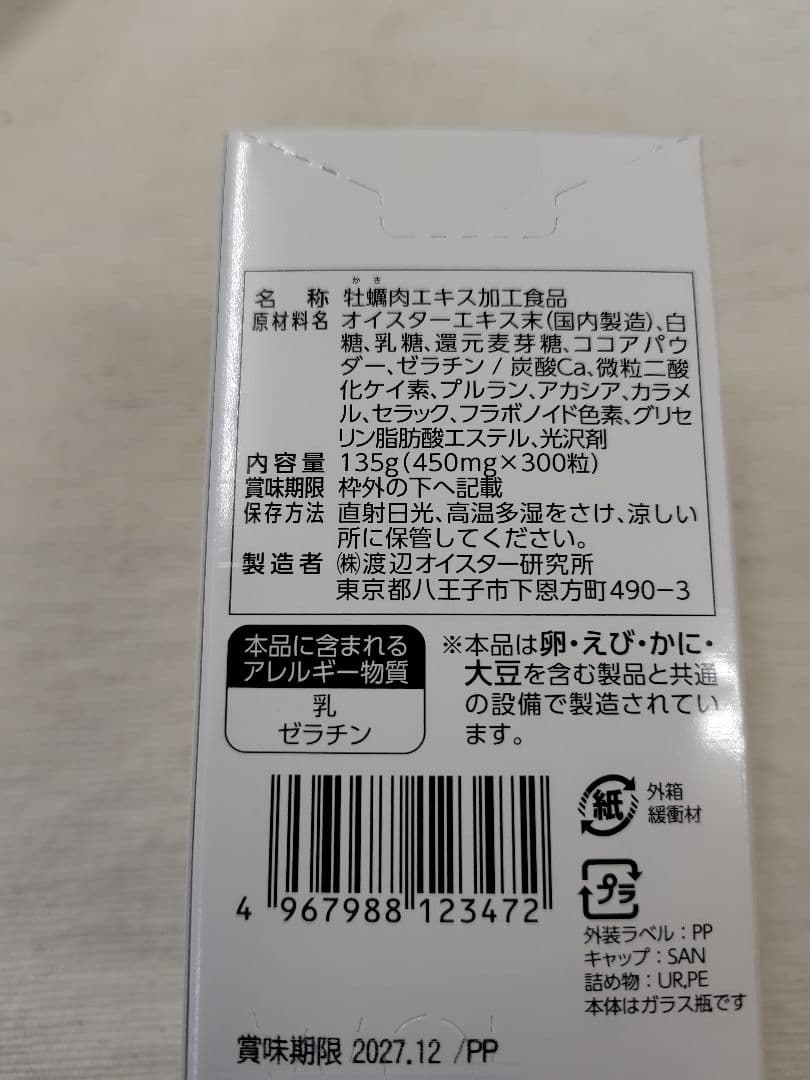 かき
名称 牡蠣肉エキス加工食品
原材料名 オイスターエキス末(国内製造)、白
糖、乳糖、還元麦芽糖、ココアパウ
ダー、ゼラチン / 炭酸Ca、微粒二酸
化ケイ素、プルラン、アカシア、カラメ
ル、セラック、フラボノイド色素、グリセ
リン脂肪酸エステル、光沢剤
内容量 135g(450mg×300粒)
賞味期限 枠外の下へ記載
保存方法 直射日光、高温多湿をさけ、涼しい
所に保管してください。
製造者 ㈱渡辺オイスター研究所
東京都八王子市下恩方町490−3
本品に含まれる
アレルギー物質
乳
ゼラチン
※本品は卵・えび・かに・
大豆を含む製品と共通
の設備で製造されてい
ます。
4 967988 123472
紙
外箱
緩衝材
プラ
外装ラベル:PP
キャップ:SAN
詰め物:UR,PE
本体はガラス瓶です
賞味期限 2027.12 /PP